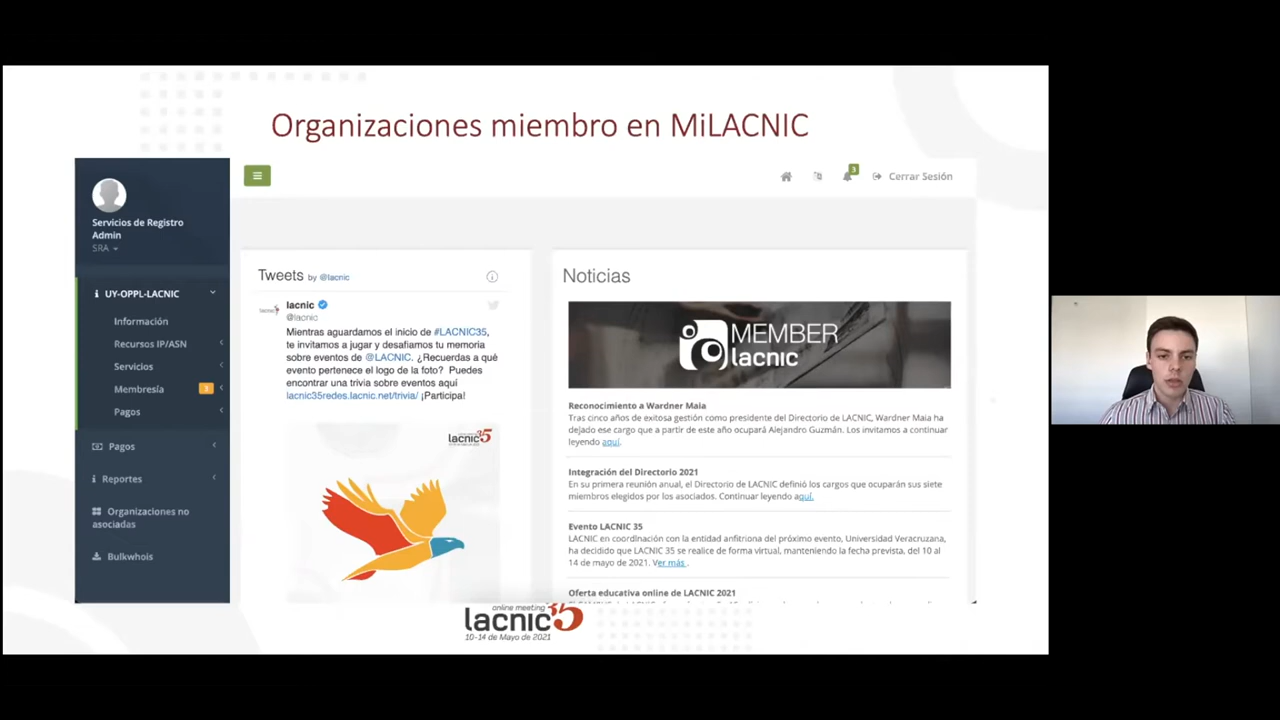 Organizaciones miembro en MiLACNIC
Servicios de Registro
Admin
SRA
UY-OPPL-LACNIC
Información
Recursos IP/ASN
Servicios
Membresía
Pagos
Pagos
Reportes
Organizaciones no
asociadas
Bulkwhois
3
Cerrar Sesión
Tweets by @lacnic
lacnic
@lacnic
Mientras aguardamos el inicio de #LACNIC35,
te invitamos a jugar y desafiamos tu memoria
sobre eventos de @LACNIC. ¿Recuerdas a qué
evento pertenece el logo de la foto? Puedes
encontrar una trivia sobre eventos aquí
lacnic35redes.lacnic.net/trivia/ ¡Participa!
lacnic35
Noticias
MEMBER
lacnic
Reconocimiento a Wardner Maia
Tras cinco años de exitosa gestión como presidente del Directorio de LACNIC, Wardner Maia ha
dejado ese cargo que a partir de este año ocupará Alejandro Guzmán. Los invitamos a continuar
leyendo aquí.
Integración del Directorio 2021
En su primera reunión anual, el Directorio de LACNIC definió los cargos que ocuparán sus siete
miembros elegidos por los asociados. Continuar leyendo aquí.
Evento LACNIC 35
LACNIC en coordinación con la entidad anfitriona del próximo evento, Universidad Veracruzana,
ha decidido que LACNIC 35 se realice de forma virtual, manteniendo la fecha prevista, del 10 al
14 de mayo de 2021. Ver más .
Oferta educativa online de LACNIC 2021
online meeting
lacnic35
10-14 de Mayo de 2021